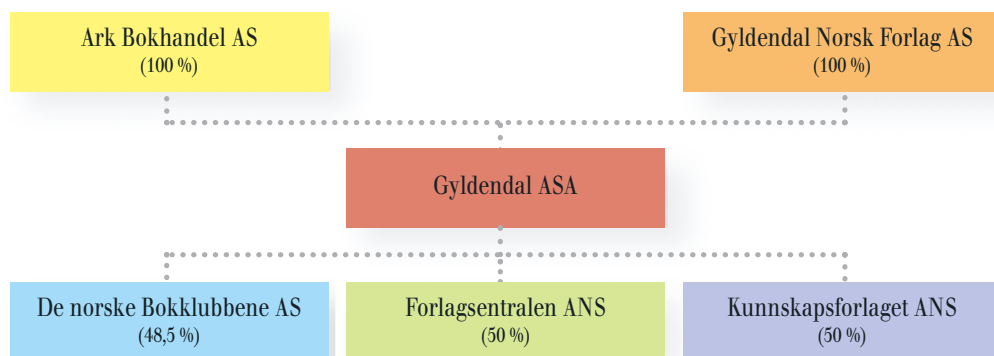 Ark Bokhandel AS
(100 %)
Gyldendal Norsk Forlag AS
(100 %)
Gyldendal ASA
De norske Bokklubbene AS
(48,5 %)
Forlagsentralen ANS
(50 %)
Kunnskapsforlaget ANS
(50 %)